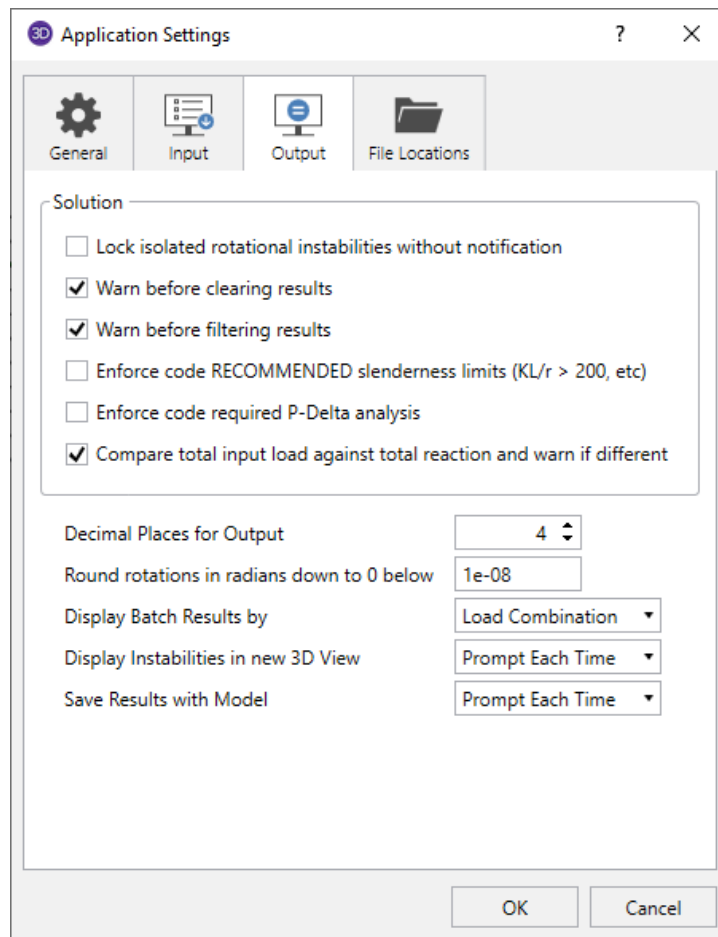 3D Application Settings ?
General Input Output File Locations
Solution
Lock isolated rotational instabilities without notification
Warn before clearing results
Warn before filtering results
Enforce code RECOMMENDED slenderness limits (KL/r > 200, etc)
Enforce code required P-Delta analysis
Compare total input load against total reaction and warn if different
Decimal Places for Output 4
Round rotations in radians down to 0 below 1e-08
Display Batch Results by Load Combination
Display Instabilities in new 3D View Prompt Each Time
Save Results with Model Prompt Each Time
OK Cancel